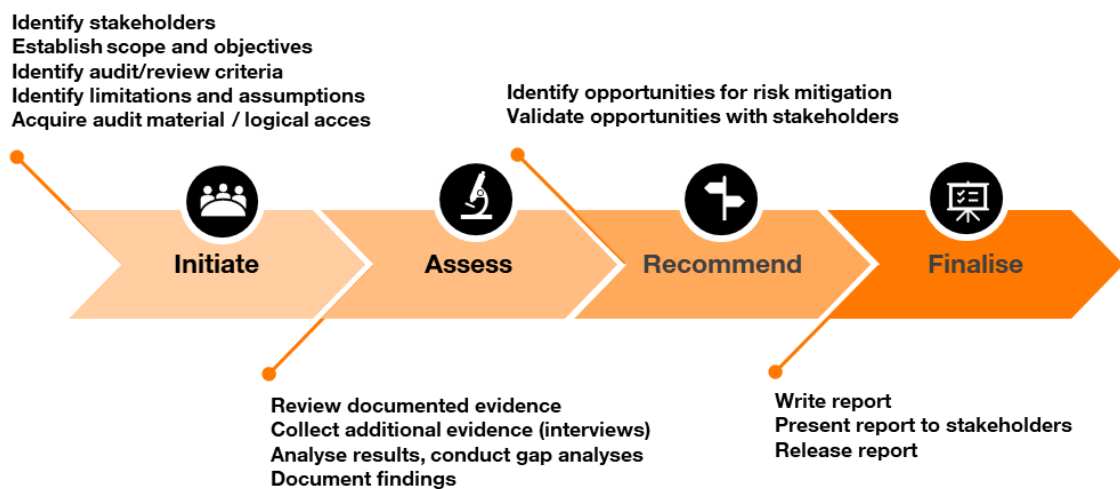 Identify stakeholders
Establish scope and objectives
Identify audit/review criteria
Identify limitations and assumptions
Acquire audit material / logical acces
Identify opportunities for risk mitigation
Validate opportunities with stakeholders
Initiate
Assess
Recommend
Finalise
Review documented evidence
Collect additional evidence (interviews)
Analyse results, conduct gap analyses
Document findings
Write report
Present report to stakeholders
Release report